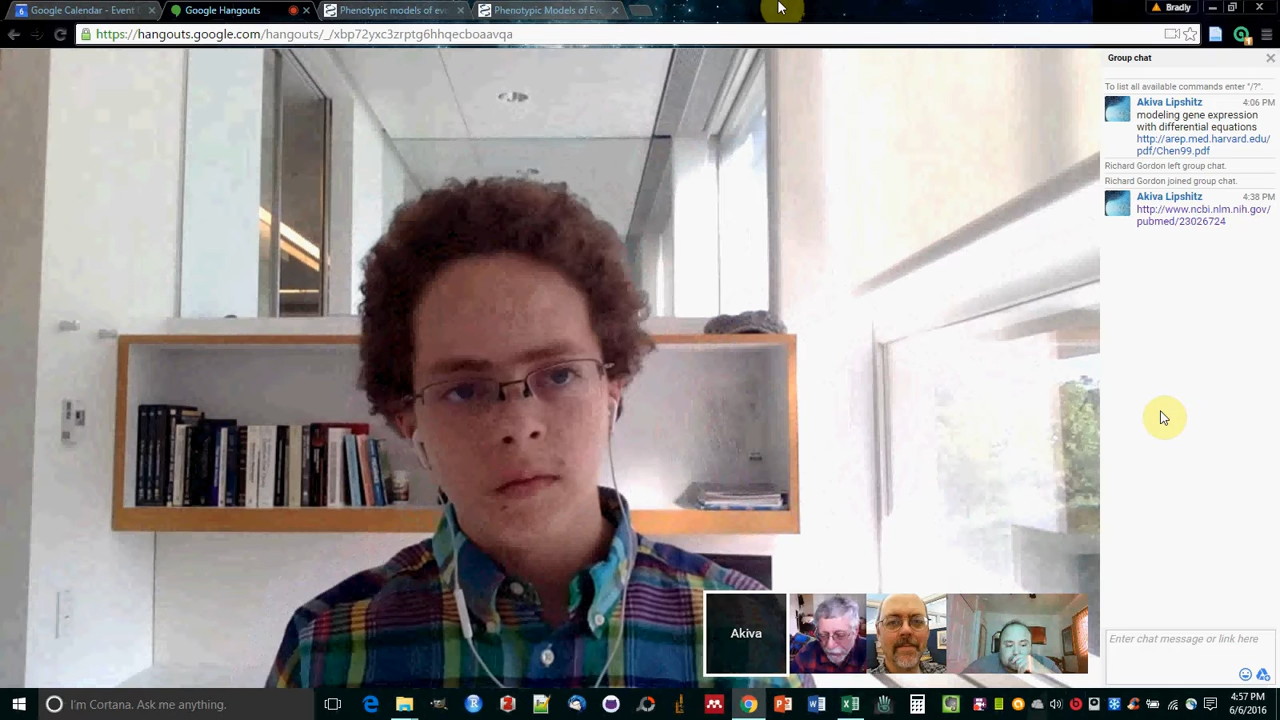 Google Calendar - Event
Google Hangouts
Phenotypic models of evo
Phenotypic Models of Evo
Bradly
https://hangouts.google.com/hangouts/_/xbp72yxc3zrptg6hhqecboaavqa
Group chat
To list all available commands enter "/?".
Akiva Lipshitz 4:06 PM
modeling gene expression
with differential equations
http://arep.med.harvard.edu/
pdf/Chen99.pdf
Richard Gordon left group chat.
Richard Gordon joined group chat.
Akiva Lipshitz 4:38 PM
http://www.ncbi.nlm.nih.gov/
pubmed/23026724
Akiva
Enter chat message or link here
I'm Cortana. Ask me anything.
4:57 PM
6/6/2016